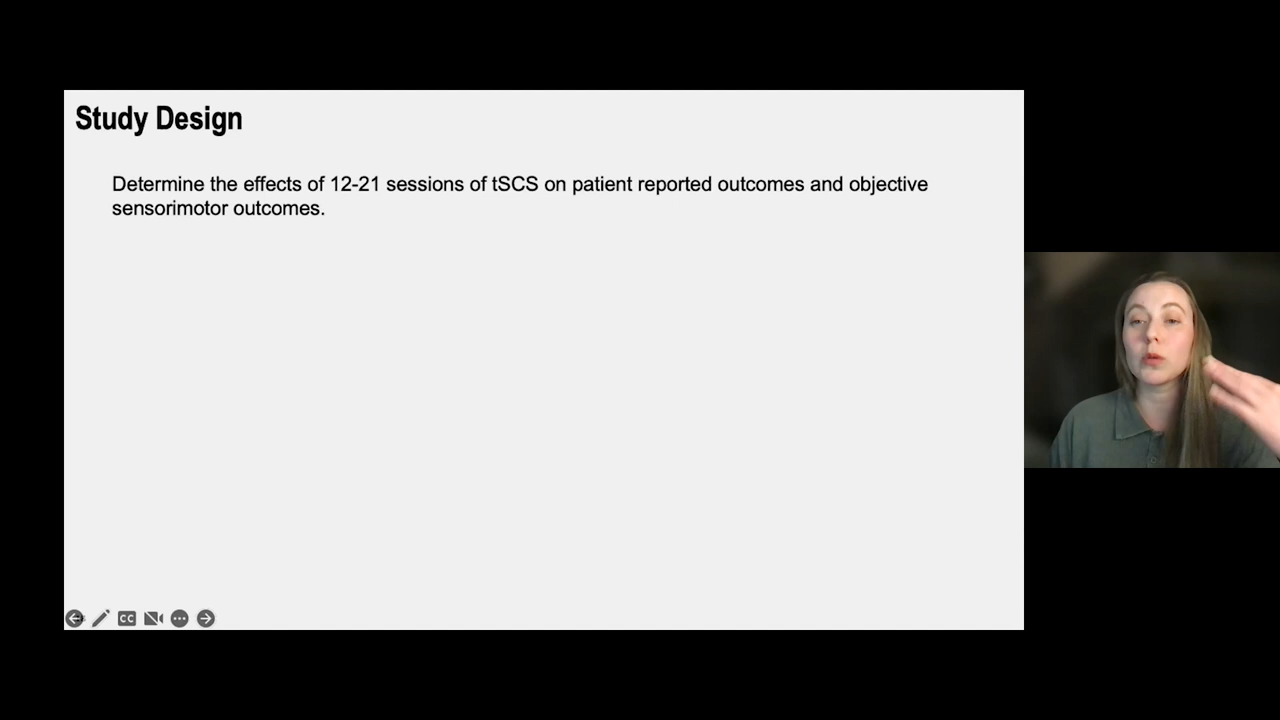 Study Design
Determine the effects of 12-21 sessions of tSCS on patient reported outcomes and objective
sensorimotor outcomes.
CC